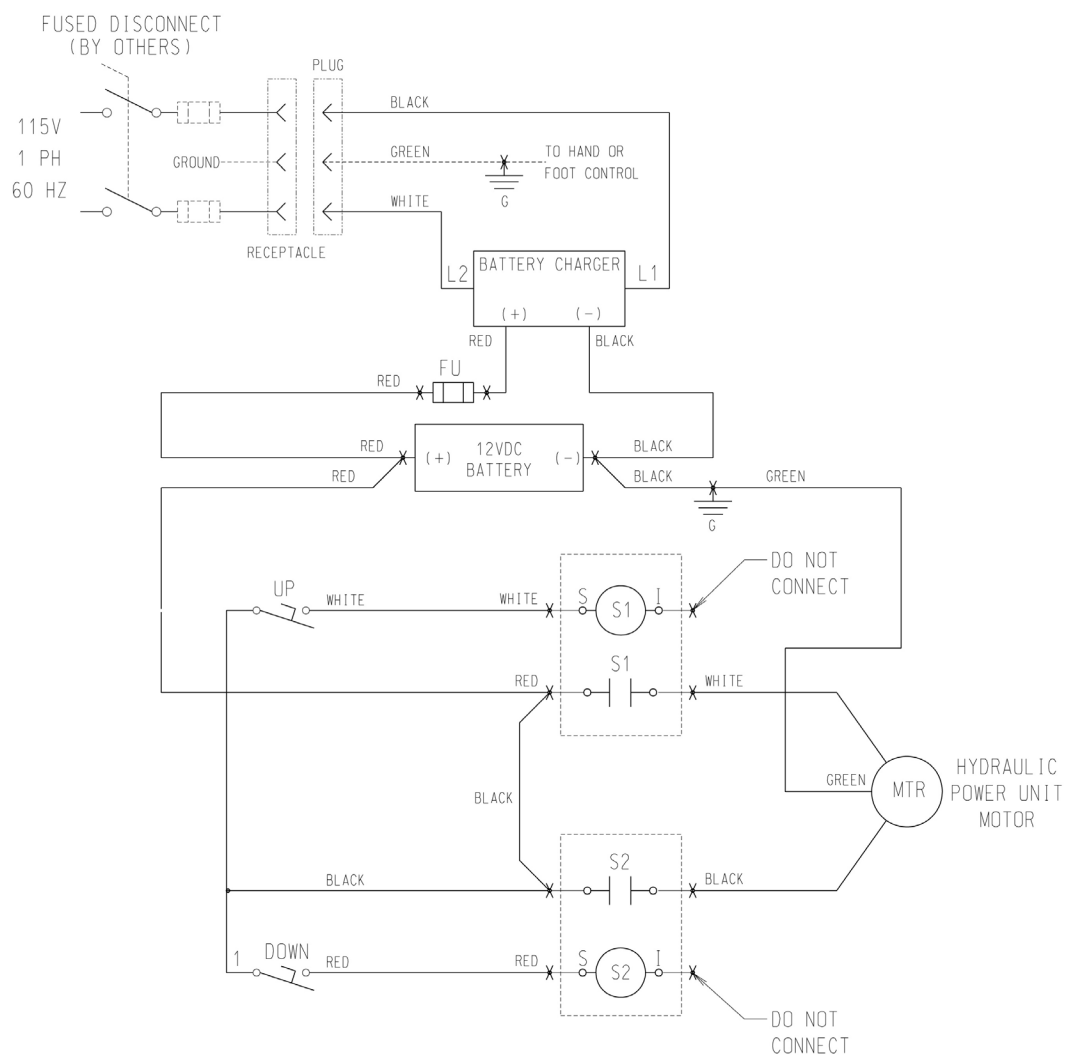 FUSED DISCONNECT
(BY OTHERS)
PLUG
BLACK
115V
1 PH
60 HZ
GROUND
GREEN
TO HAND OR
FOOT CONTROL
G
WHITE
RECEPTACLE
L2
BATTERY CHARGER
L1
(+)
(-)
RED
BLACK
FU
RED
RED
(+)
12VDC
BATTERY
(-)
BLACK
RED
BLACK
GREEN
G
DO NOT
CONNECT
UP
WHITE
WHITE
S
S1
I
S1
RED
WHITE
BLACK
GREEN
MTR
HYDRAULIC
POWER UNIT
MOTOR
S2
BLACK
BLACK
1
DOWN
RED
RED
S
S2
I
DO NOT
CONNECT